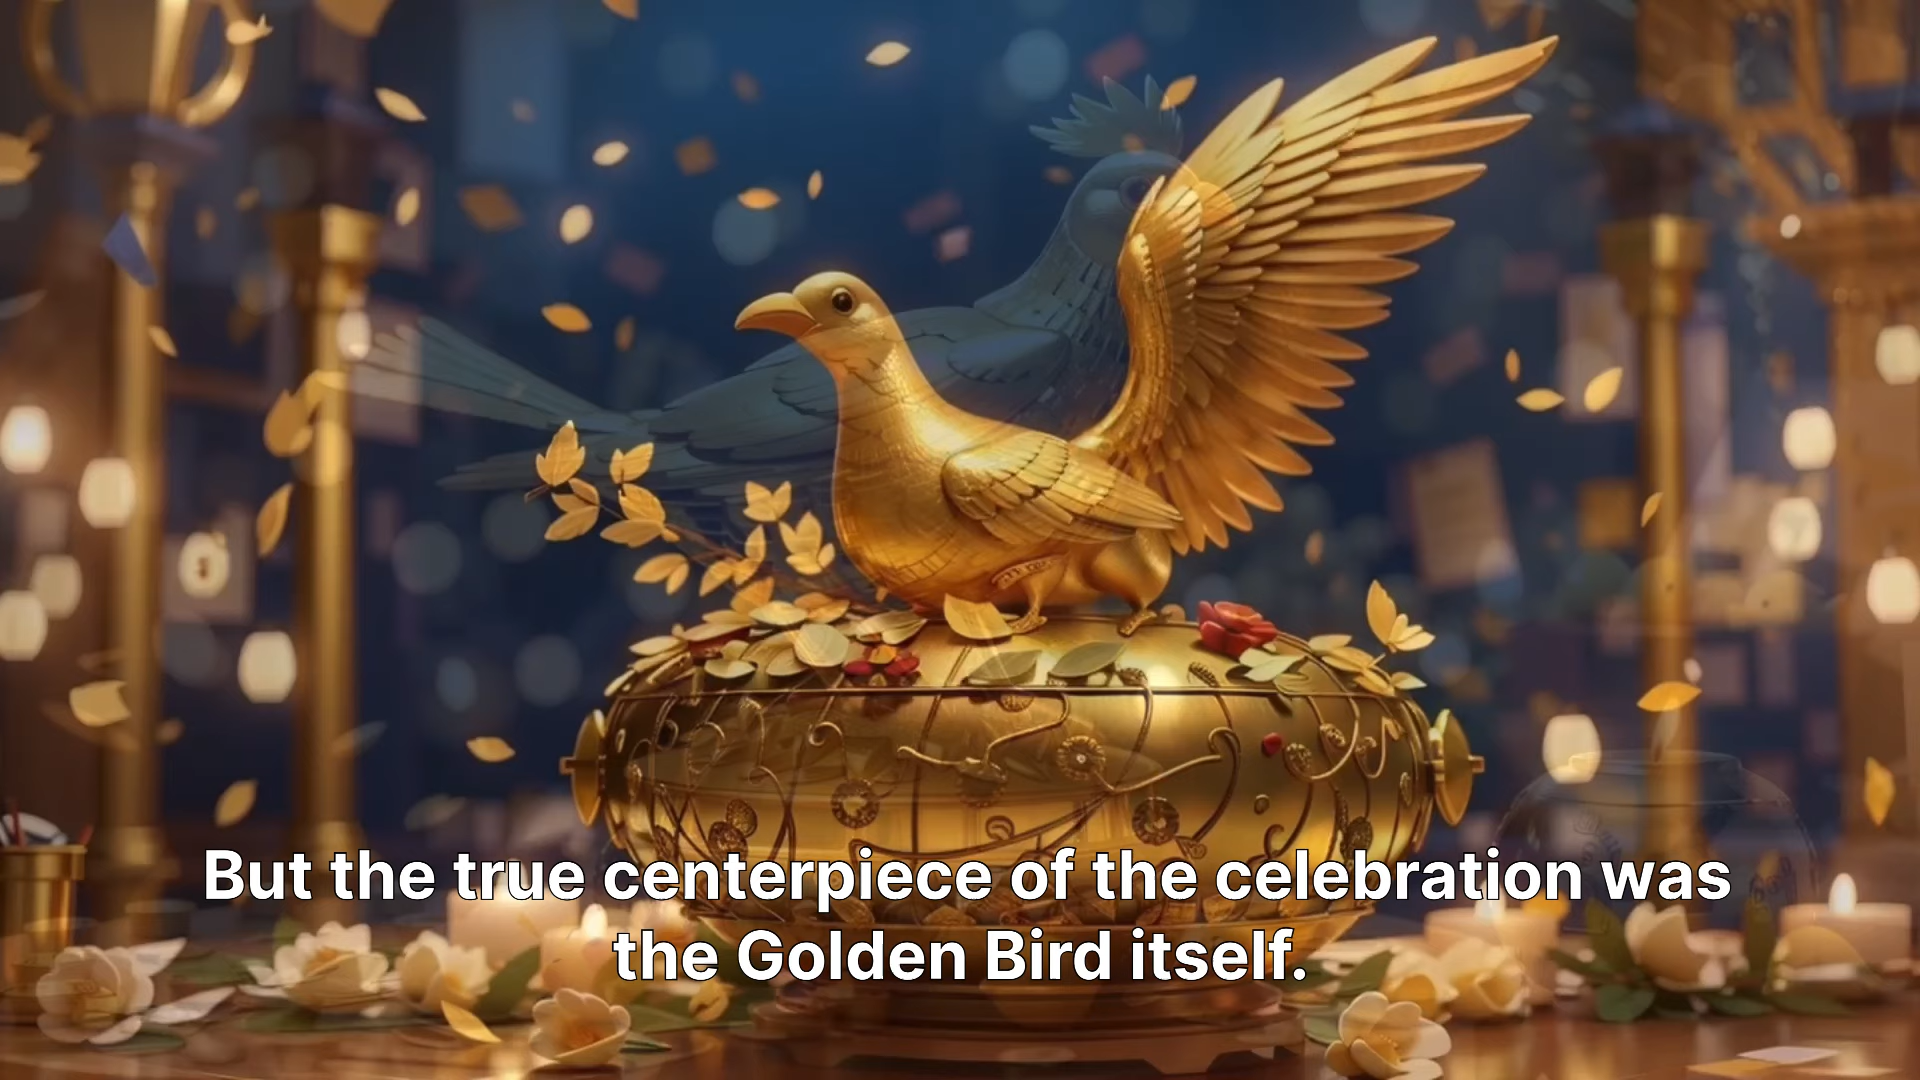 But the true centerpiece of the celebration was
the Golden Bird itself.